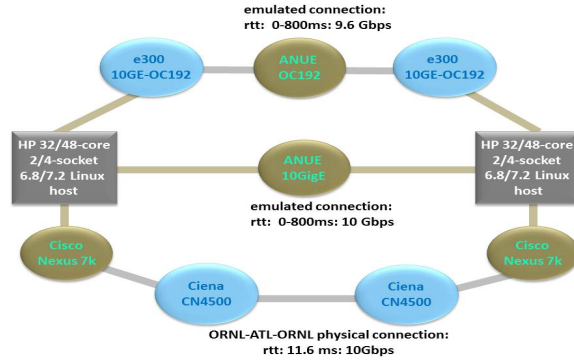 emulated connection:
rtt:  0-800ms: 9.6 Gbps
e300
10GE-OC192
ANUE
OC192
e300
10GE-OC192
HP 32/48-core
2/4-socket
6.8/7.2 Linux
host
ANUE
10GigE
HP 32/48-core
2/4-socket
6.8/7.2 Linux
host
emulated connection:
rtt:  0-800ms: 10 Gbps
Cisco
Nexus 7k
Cisco
Nexus 7k
Ciena
CN4500
Ciena
CN4500
ORNL-ATL-ORNL physical connection:
rtt: 11.6 ms: 10Gbps